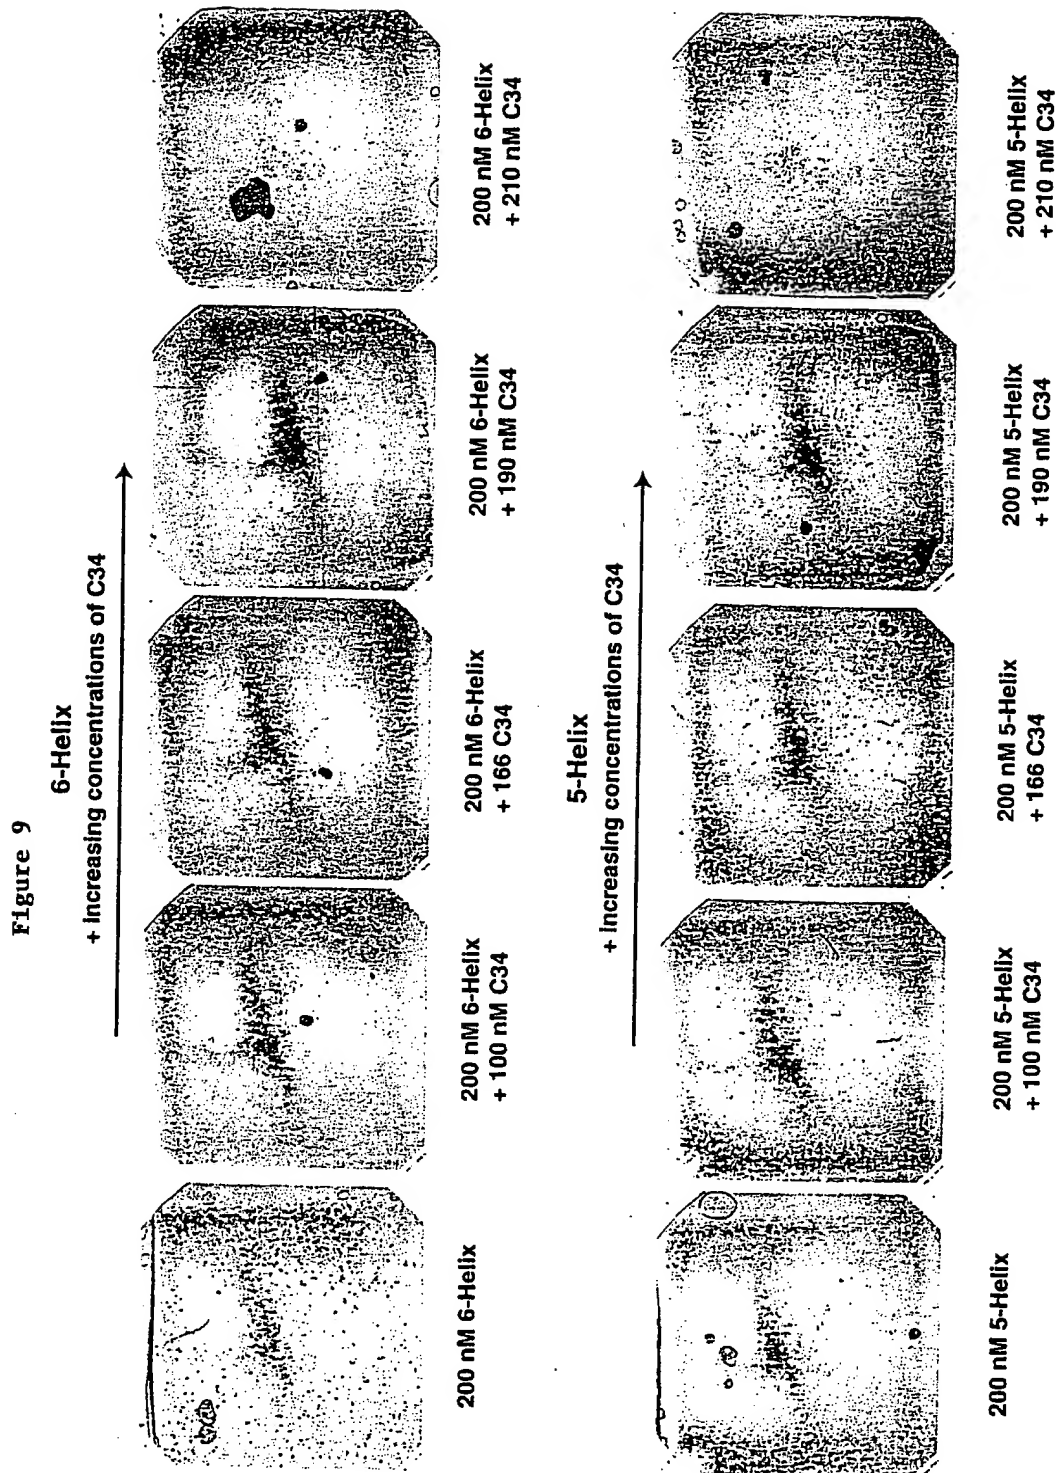 Figure 9
6-Helix
+ Increasing concentrations of C34
200 nM 6-Helix
200 nM 6-Helix
+ 100 nM C34
200 nM 6-Helix
+ 166 C34
200 nM 6-Helix
+ 190 nM C34
200 nM 6-Helix
+ 210 nM C34
5-Helix
+ Increasing concentrations of C34
200 nM 5-Helix
200 nM 5-Helix
+ 100 nM C34
200 nM 5-Helix
+ 166 C34
200 nM 5-Helix
+ 190 nM C34
200 nM 5-Helix
+ 210 nM C34